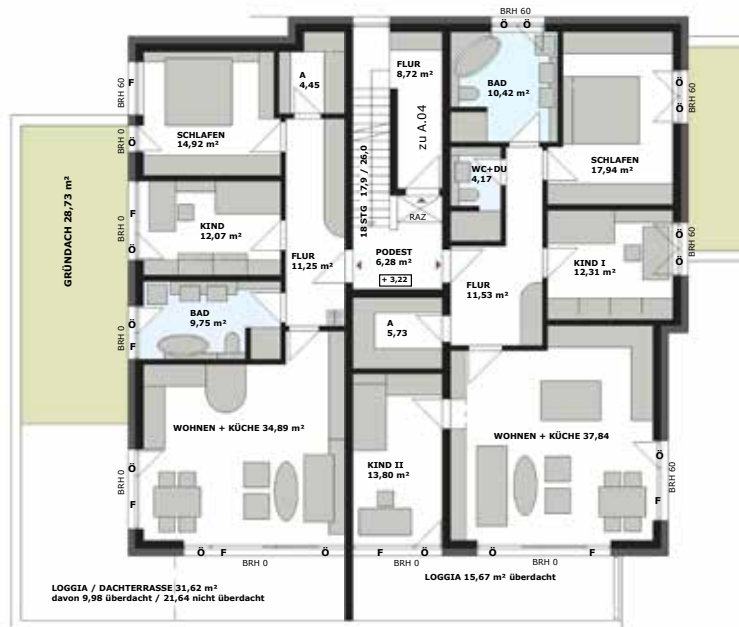 BRH 60
Ö Ö
A
4,45
FLUR
8,72 m²
BAD
10,42 m²
BRH 60
F
Ö
Ö
BRH 60
zu A.04
SCHLAFEN
14,92 m²
BRH 0
Ö
18 STG 17,9 / 26,0
WC+DU
4,17
SCHLAFEN
17,94 m²
GRÜNDACH 28,73 m²
F
BRH 0
Ö
KIND
12,07 m²
RAZ
FLUR
11,25 m²
PODEST
6,28 m²
+ 3,22
FLUR
11,53 m²
KIND I
12,31 m²
Ö
Ö
BRH 60
BAD
9,75 m²
Ö
F
BRH 0
A
5,73
WOHNEN + KÜCHE 34,89 m²
WOHNEN + KÜCHE 37,84
KIND II
13,80 m²
Ö
F
BRH 0
Ö
F
BRH 60
Ö F Ö F Ö Ö F
BRH 0 BRH 0 BRH 0
LOGGIA 15,67 m² überdacht
LOGGIA / DACHTERRASSE 31,62 m²
davon 9,98 überdacht / 21,64 nicht überdacht